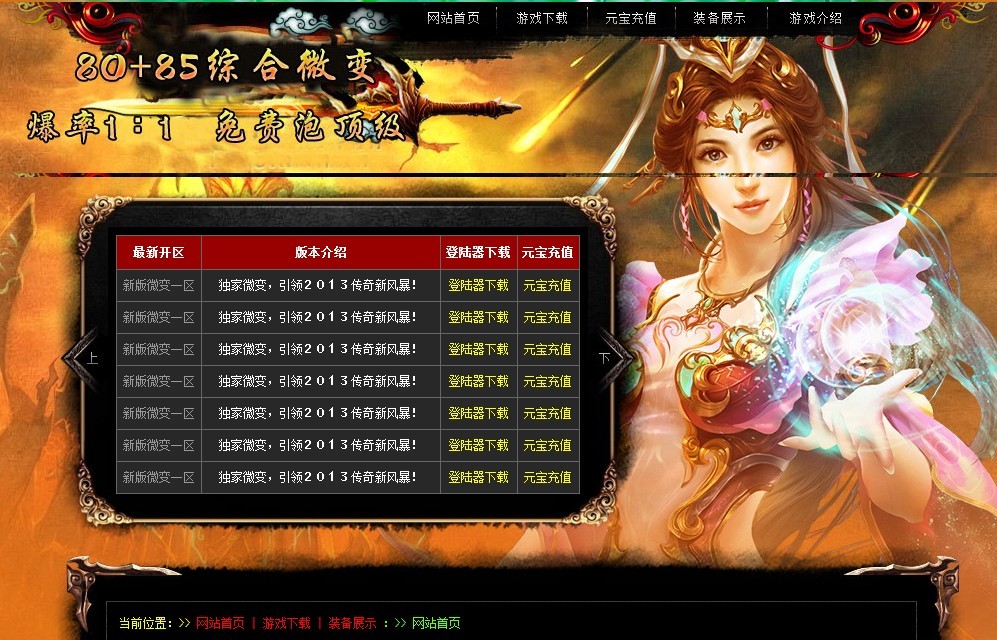 网站首页 游戏下载 元宝充值 装备展示 游戏介绍
80+85综合微变
爆率1:1 免费泡顶级
最新开区 版本介绍 登陆器下载 元宝充值
新版微变一区 独家微变，引领２０１３传奇新风暴！ 登陆器下载 元宝充值
新版微变一区 独家微变，引领２０１３传奇新风暴！ 登陆器下载 元宝充值
新版微变一区 独家微变，引领２０１３传奇新风暴！ 登陆器下载 元宝充值
上 下
新版微变一区 独家微变，引领２０１３传奇新风暴！ 登陆器下载 元宝充值
新版微变一区 独家微变，引领２０１３传奇新风暴！ 登陆器下载 元宝充值
新版微变一区 独家微变，引领２０１３传奇新风暴！ 登陆器下载 元宝充值
新版微变一区 独家微变，引领２０１３传奇新风暴！ 登陆器下载 元宝充值
当前位置：>> 网站首页 | 游戏下载 | 装备展示 ：>> 网站首页